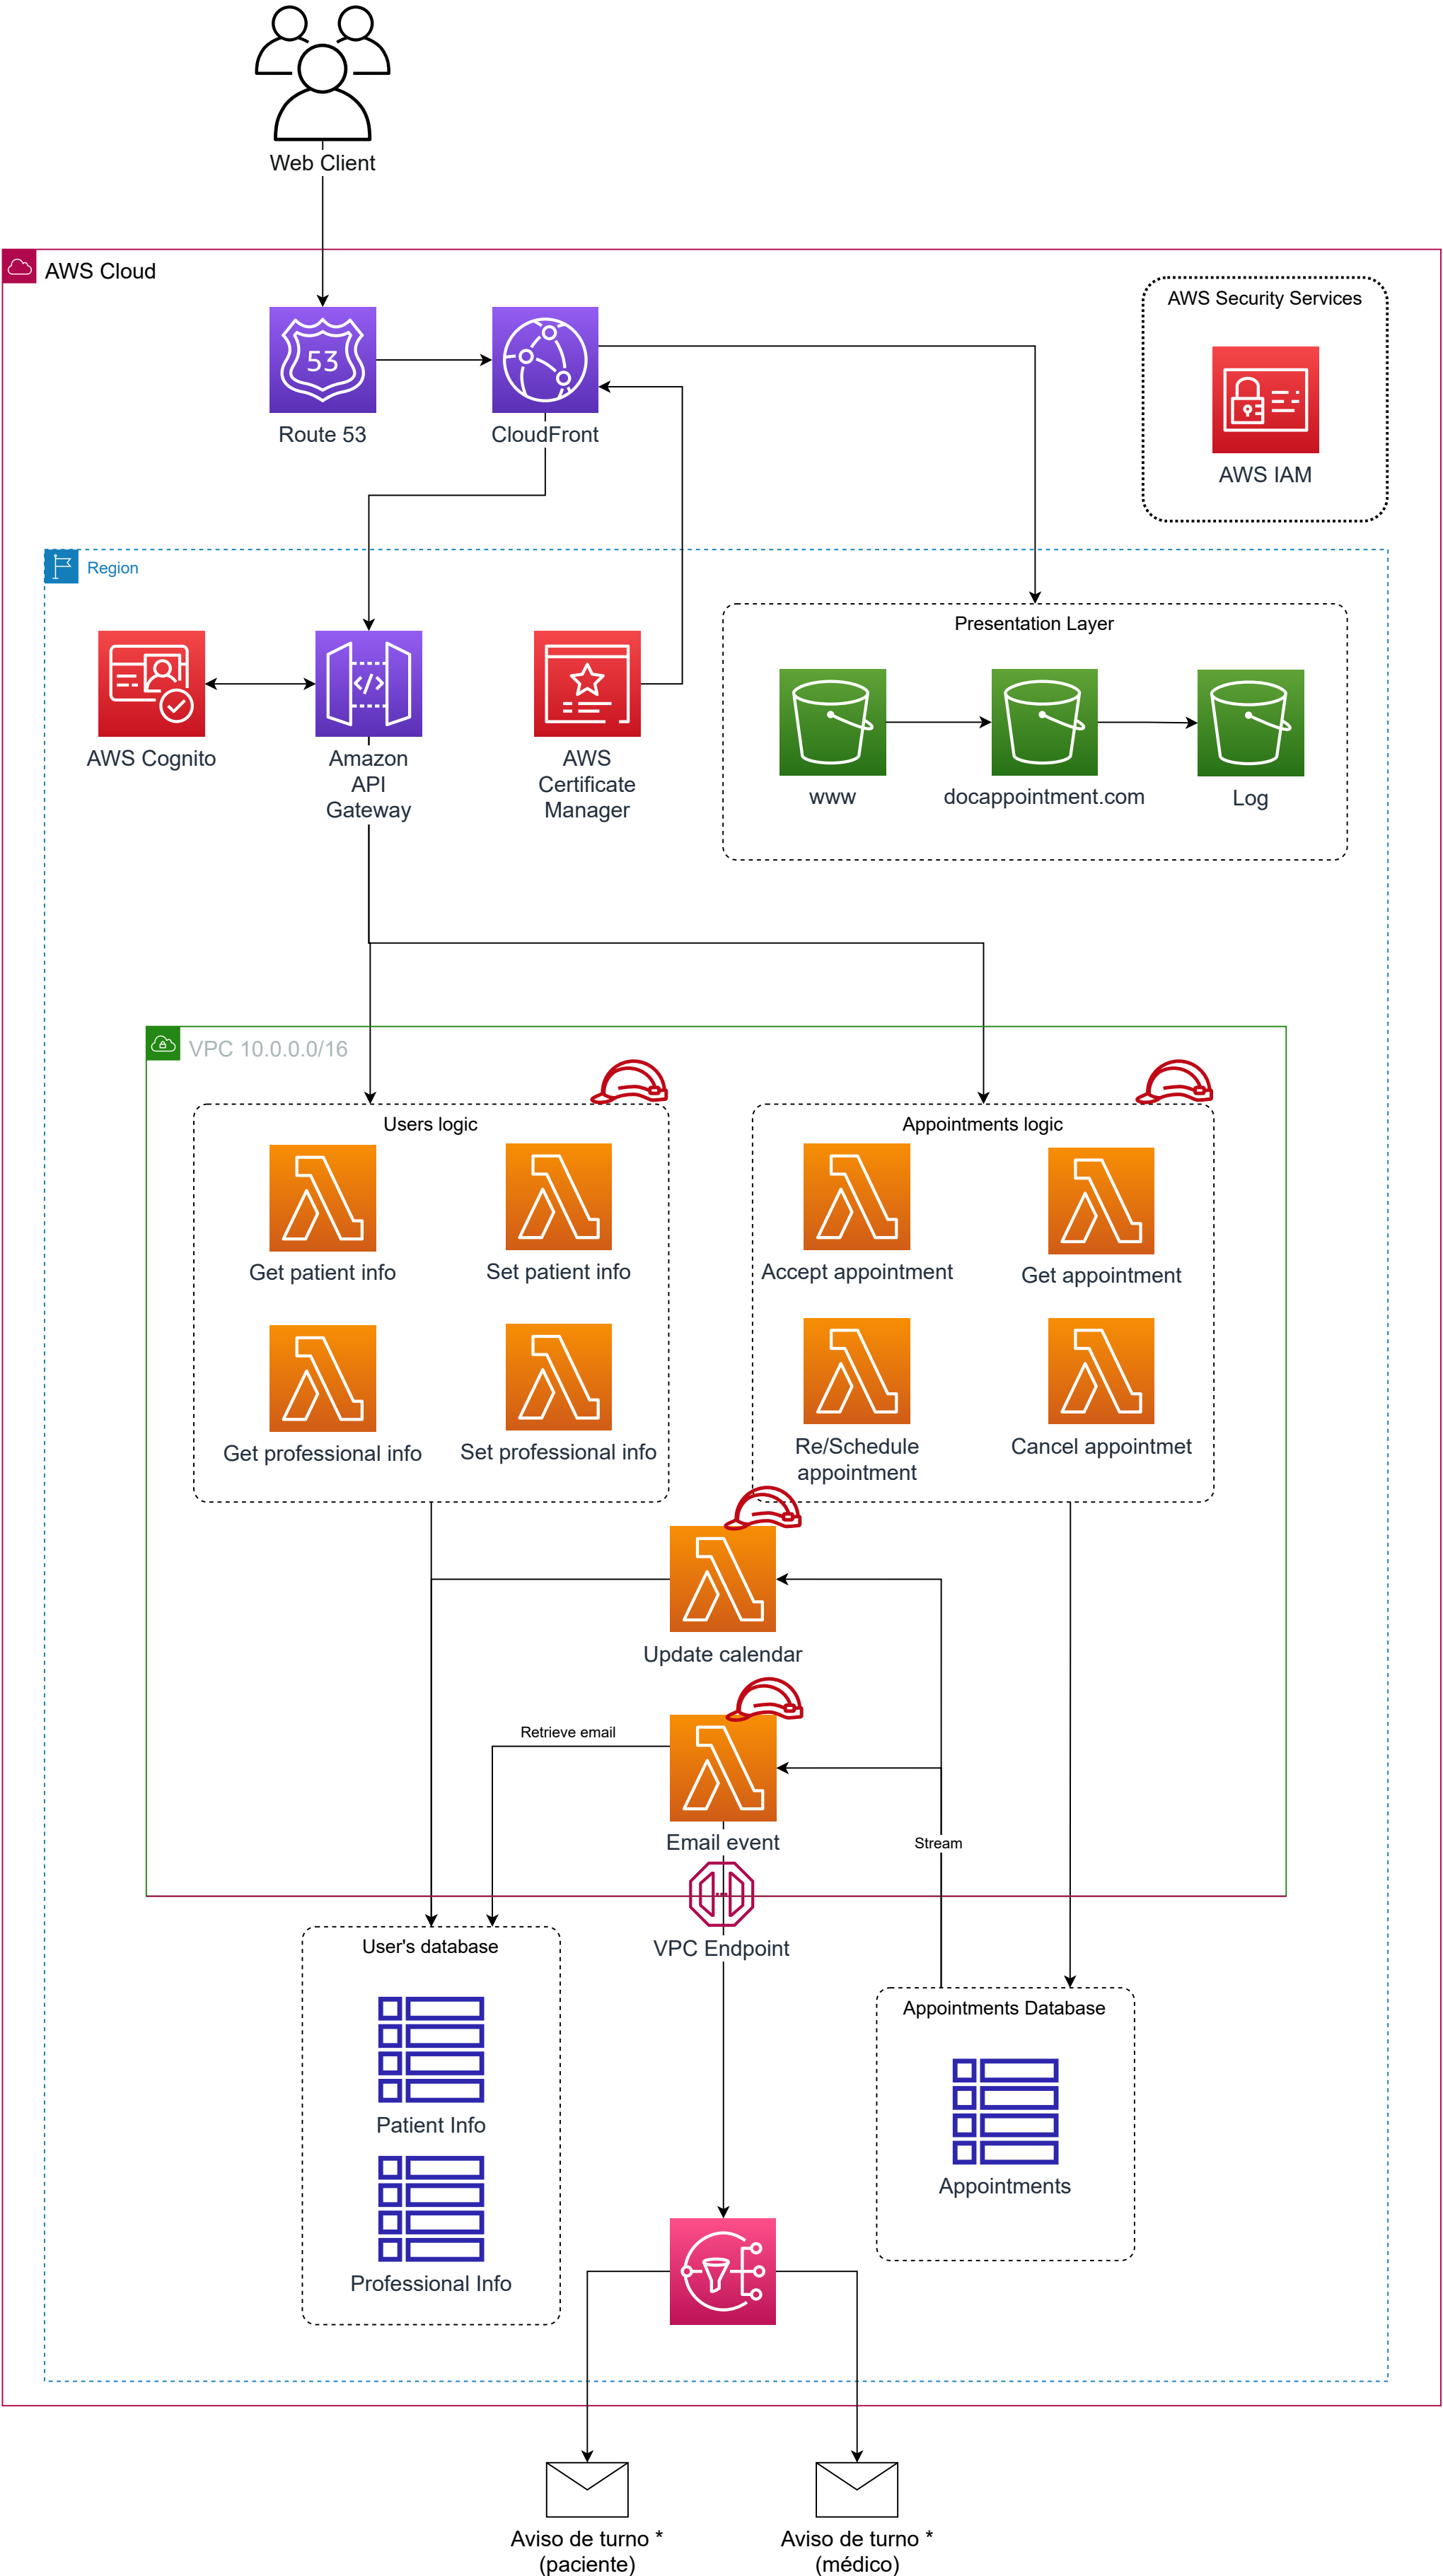 Web Client
AWS Cloud
AWS Security Services
53
Route 53
CloudFront
AWS IAM
Region
Presentation Layer
AWS Cognito
Amazon
API
Gateway
AWS
Certificate
Manager
www
docappointment.com
Log
VPC 10.0.0.0/16
Users logic
Appointments logic
Get patient info
Set patient info
Accept appointment
Get appointment
Get professional info
Set professional info
Re/Schedule
appointment
Cancel appointmet
Update calendar
Retrieve email
Email event
Stream
VPC Endpoint
User's database
Appointments Database
Patient Info
Appointments
Professional Info
Aviso de turno *
(paciente)
Aviso de turno *
(médico)